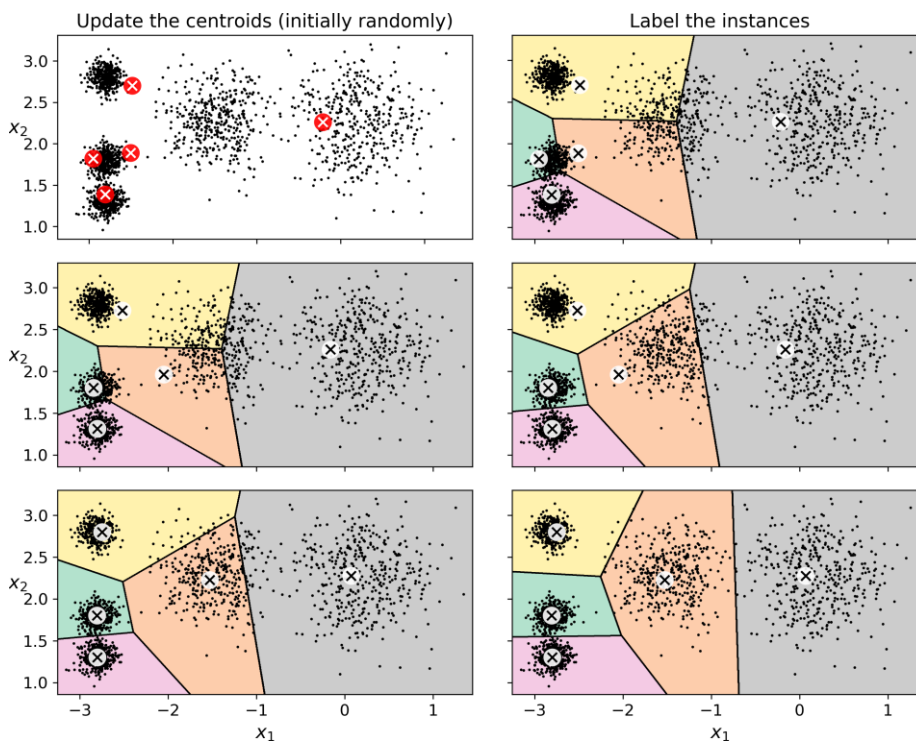 Update the centroids (initially randomly)
Label the instances
x₂
3.0
2.5
2.0
1.5
1.0
x₂
3.0
2.5
2.0
1.5
1.0
x₂
3.0
2.5
2.0
1.5
1.0
−3 −2 −1 0 1
x₁
−3 −2 −1 0 1
x₁